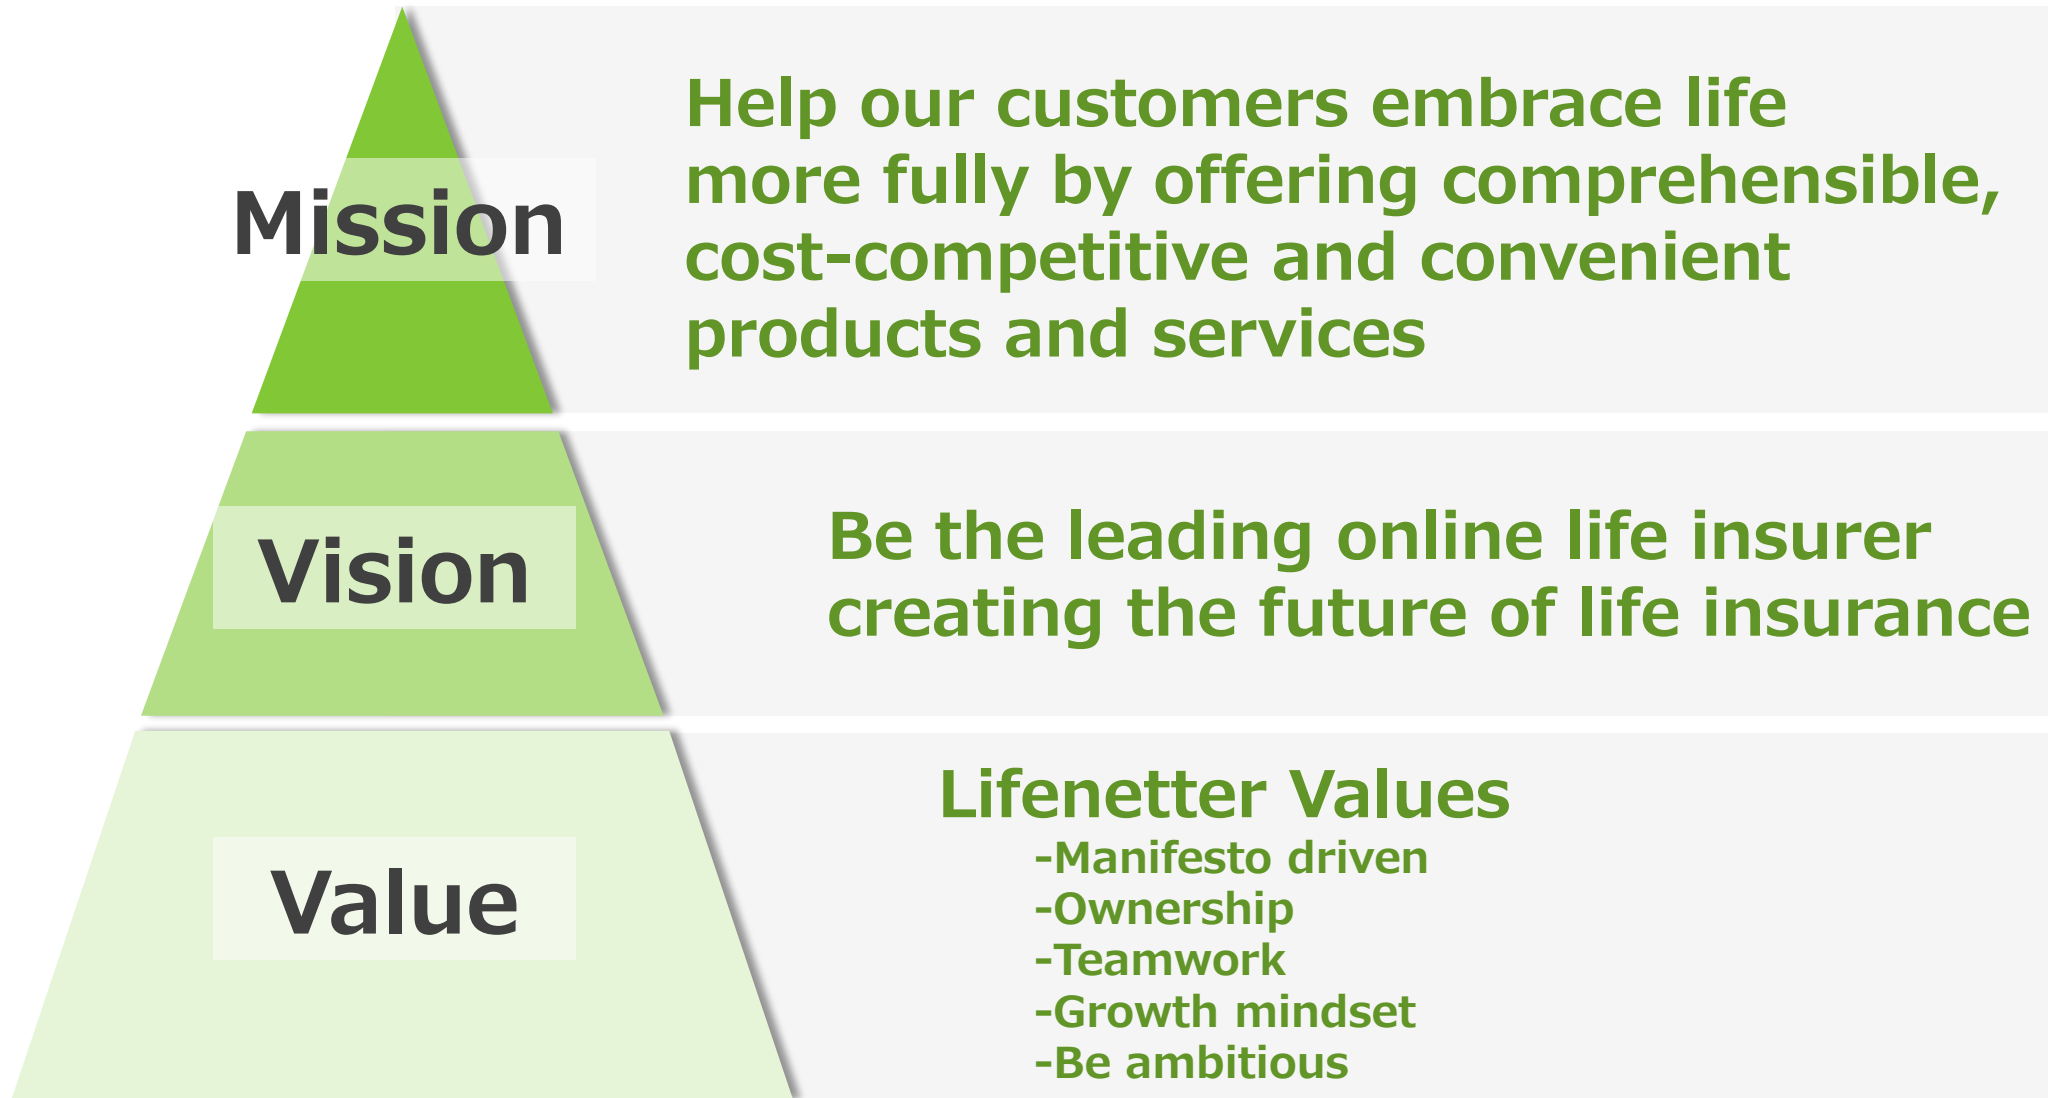 Mission
Help our customers embrace life
more fully by offering comprehensible,
cost-competitive and convenient
products and services
Vision
Be the leading online life insurer
creating the future of life insurance
Value
Lifenetter Values
-Manifesto driven
-Ownership
-Teamwork
-Growth mindset
-Be ambitious